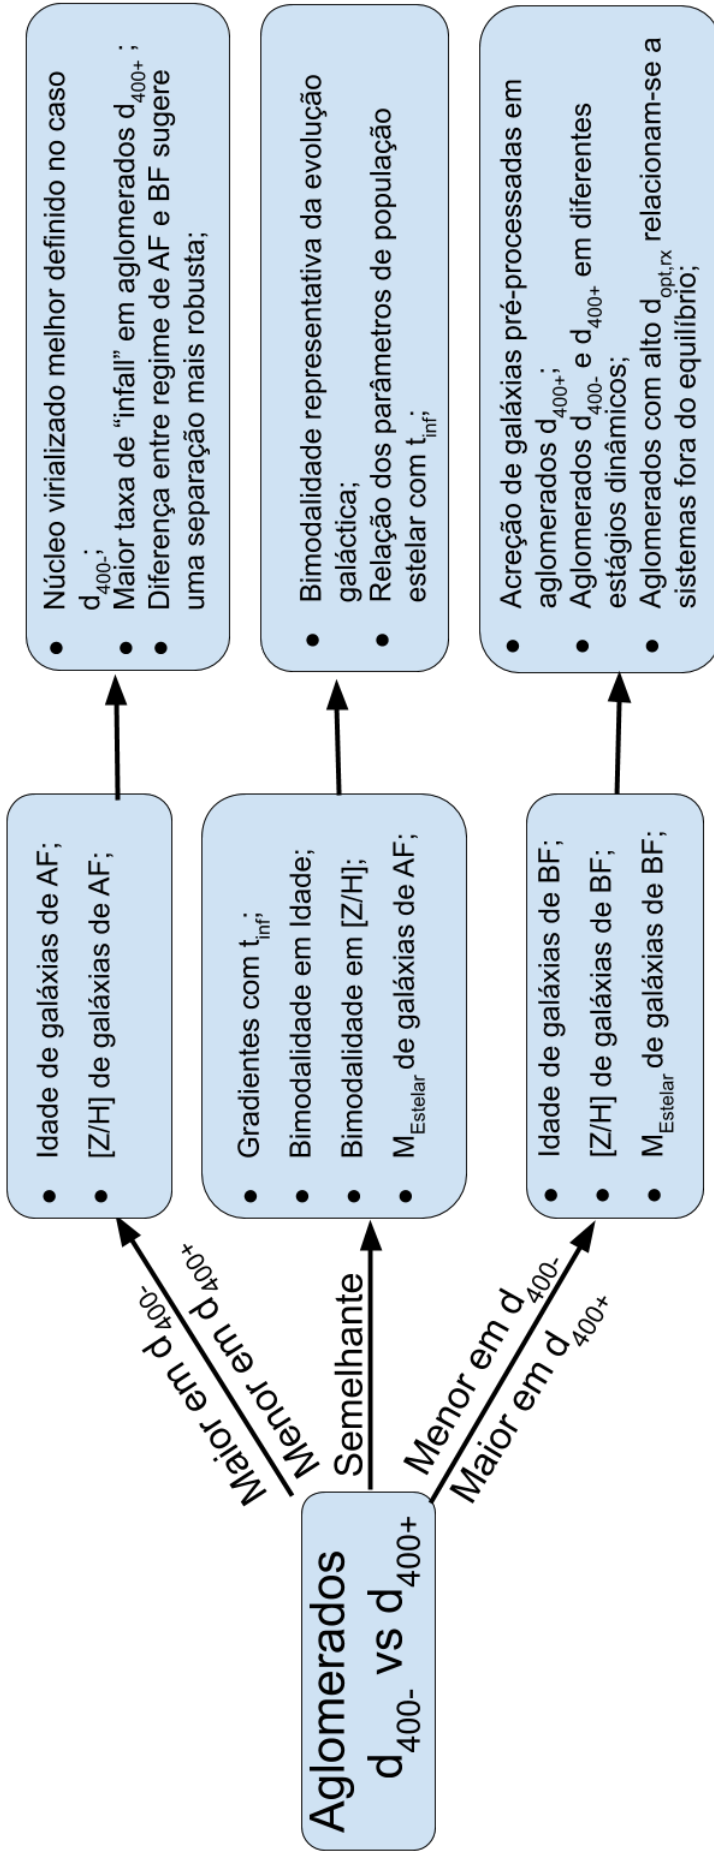 Aglomerados
d400- vs d400+
Maior em d400-
Menor em d400+
Semelhante
Menor em d400-
Maior em d400+
● Idade de galáxias de AF;
● [Z/H] de galáxias de AF;
● Gradientes com tinf;
● Bimodalidade em Idade;
● Bimodalidade em [Z/H];
● MEstelar de galáxias de AF;
● Idade de galáxias de BF;
● [Z/H] de galáxias de BF;
● MEstelar de galáxias de BF;
● Núcleo virializado melhor definido no caso
d400-;
● Maior taxa de “infall” em aglomerados d400+ ;
● Diferença entre regime de AF e BF sugere
uma separação mais robusta;
● Bimodalidade representativa da evolução
galáctica;
● Relação dos parâmetros de população
estelar com tinf;
● Acreção de galáxias pré-processadas em
aglomerados d400+;
● Aglomerados d400- e d400+ em diferentes
estágios dinâmicos;
● Aglomerados com alto dopt,rx relacionam-se a
sistemas fora do equilíbrio;